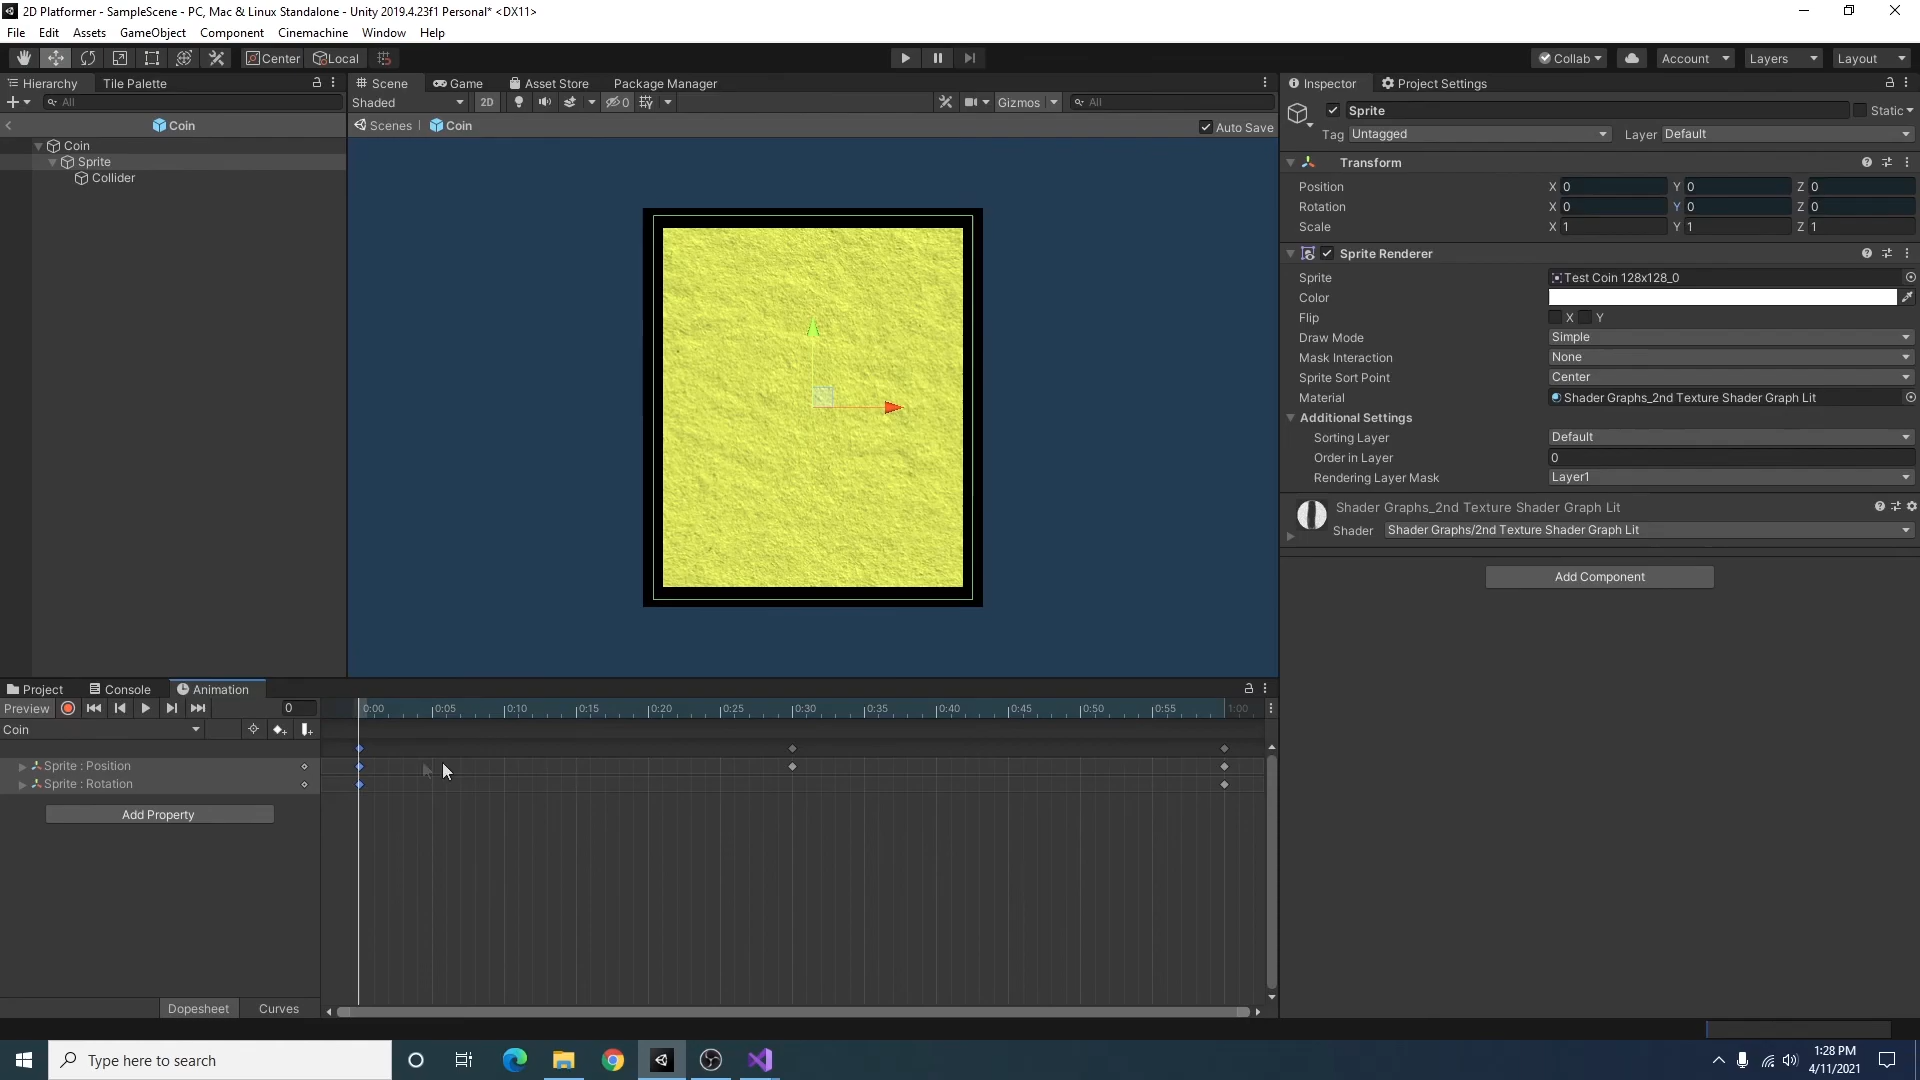 2D Platformer - SampleScene - PC, Mac & Linux Standalone - Unity 2019.4.23f1 Personal* <DX11>
File Edit Assets GameObject Component Cinemachine Window Help
Center Local Collab Account Layers Layout
Hierarchy Tile Palette Scene Game Asset Store Package Manager Inspector Project Settings
All Shaded 2D 0 Gizmos All
Coin Scenes Coin Auto Save
Coin
Sprite
Collider
Sprite Static
Tag Untagged Layer Default
Transform
Position X 0 Y 0 Z 0
Rotation X 0 Y 0 Z 0
Scale X 1 Y 1 Z 1
Sprite Renderer
Sprite Test Coin 128x128_0
Color
Flip X Y
Draw Mode Simple
Mask Interaction None
Sprite Sort Point Center
Material Shader Graphs_2nd Texture Shader Graph Lit
Additional Settings
Sorting Layer Default
Order in Layer 0
Rendering Layer Mask Layer1
Shader Graphs_2nd Texture Shader Graph Lit
Shader Shader Graphs/2nd Texture Shader Graph Lit
Add Component
Project Console Animation
Preview 0 0:00 0:05 0:10 0:15 0:20 0:25 0:30 0:35 0:40 0:45 0:50 0:55 1:00
Coin
Sprite : Position
Sprite : Rotation
Add Property
Dopesheet Curves
Type here to search
1:28 PM
4/11/2021